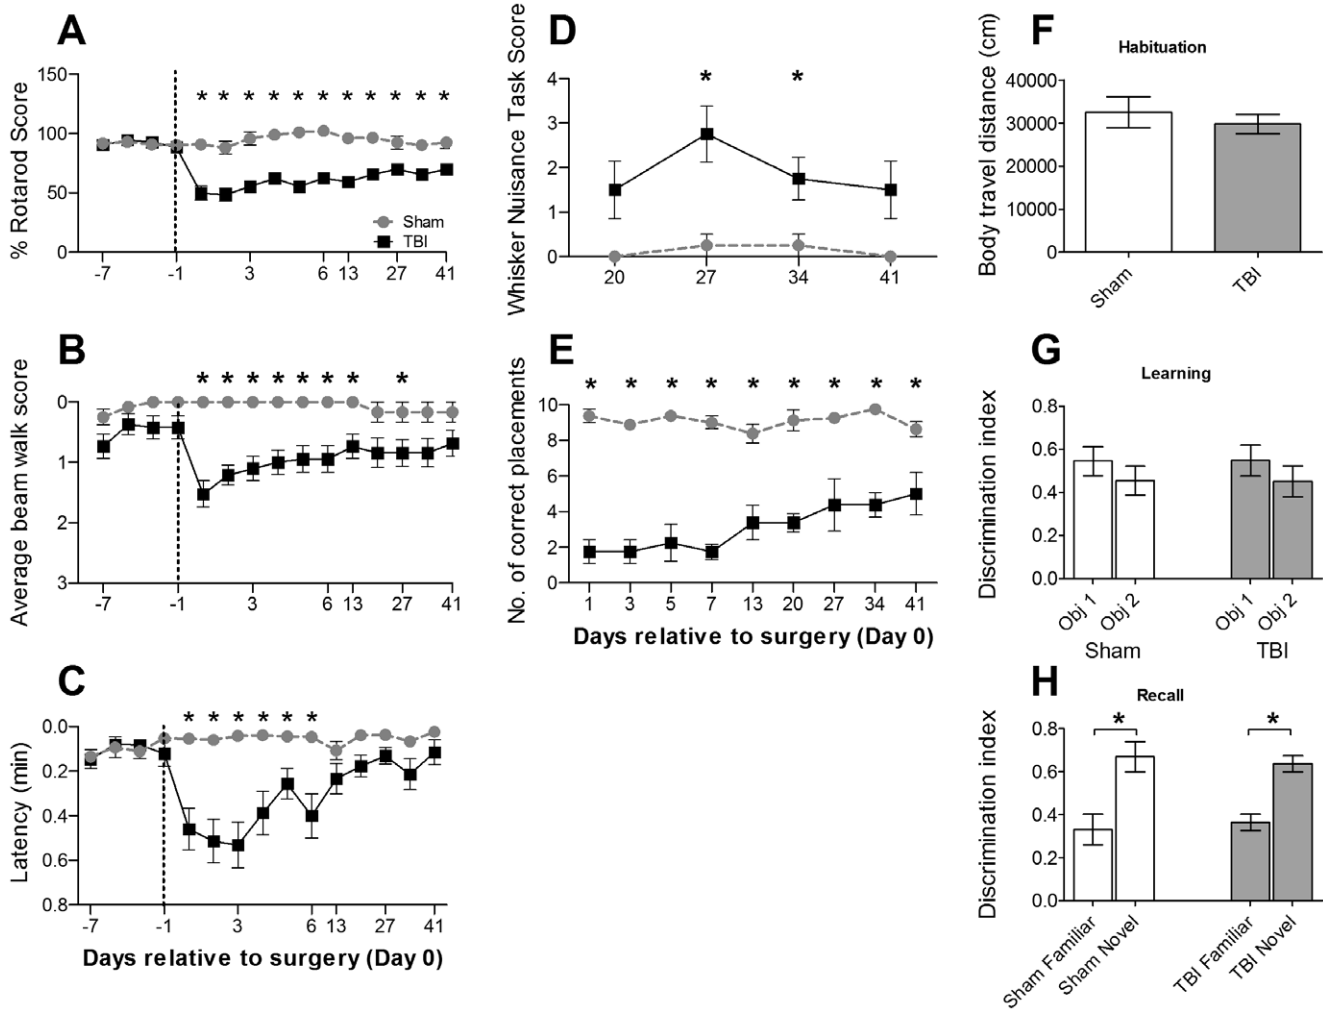 A
% Rotarod Score
150
100
50
0
* * * * * * * * * * *
Sham
TBI
-7 -1 3 6 13 27 41
B
Average beam walk score
0
1
2
3
* * * * * * * *
-7 -1 3 6 13 27 41
C
Latency (min)
0.0
0.2
0.4
0.6
0.8
* * * * * *
-7 -1 3 6 13 27 41
Days relative to surgery (Day 0)
D
Whisker Nuisance Task Score
4
3
2
1
0
* *
20 27 34 41
E
No. of correct placements
10
8
6
4
2
0
* * * * * * * * *
1 3 5 7 13 20 27 34 41
Days relative to surgery (Day 0)
F
Habituation
Body travel distance (cm)
40000
30000
20000
10000
0
Sham TBI
G
Learning
Discrimination index
0.8
0.6
0.4
0.2
0.0
Obj 1 Obj 2 Obj 1 Obj 2
Sham TBI
H
Recall
Discrimination index
0.8
0.6
0.4
0.2
0.0
* *
Sham Familiar Sham Novel TBI Familiar TBI Novel